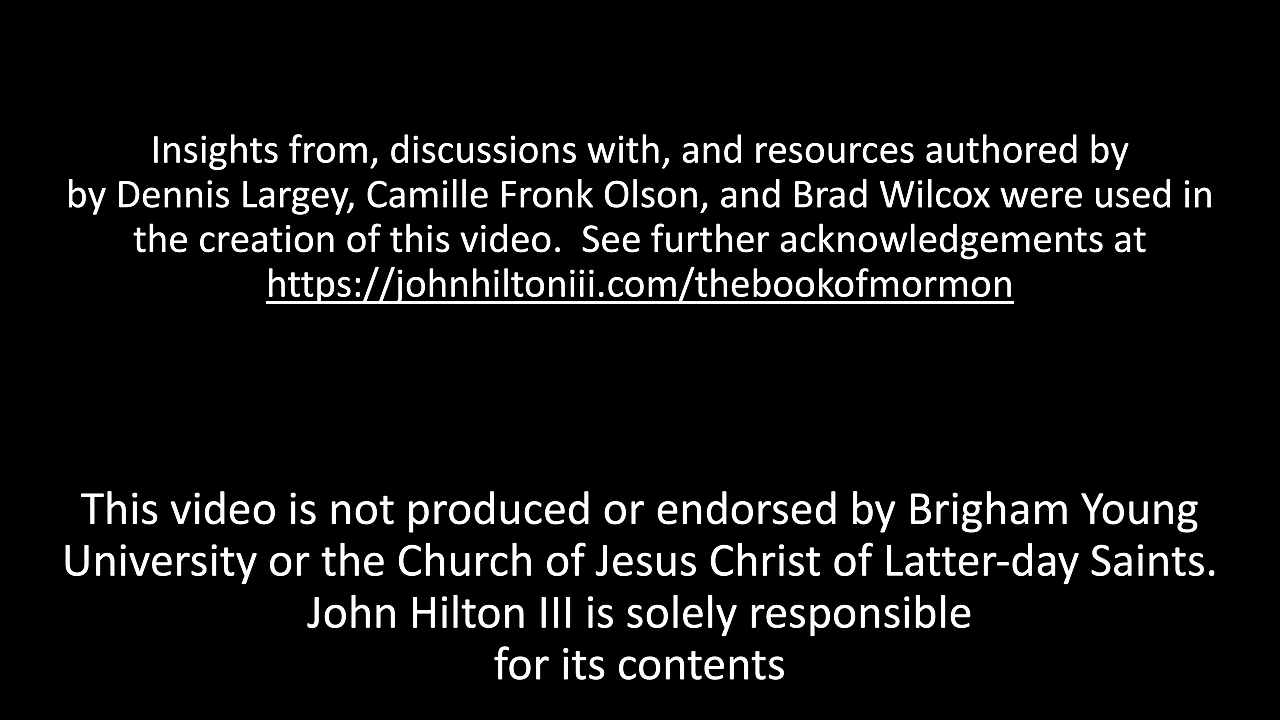 Insights from, discussions with, and resources authored by
by Dennis Largey, Camille Fronk Olson, and Brad Wilcox were used in
the creation of this video.  See further acknowledgements at
https://johnhiltoniii.com/thebookofmormon
This video is not produced or endorsed by Brigham Young
University or the Church of Jesus Christ of Latter-day Saints.
John Hilton III is solely responsible
for its contents